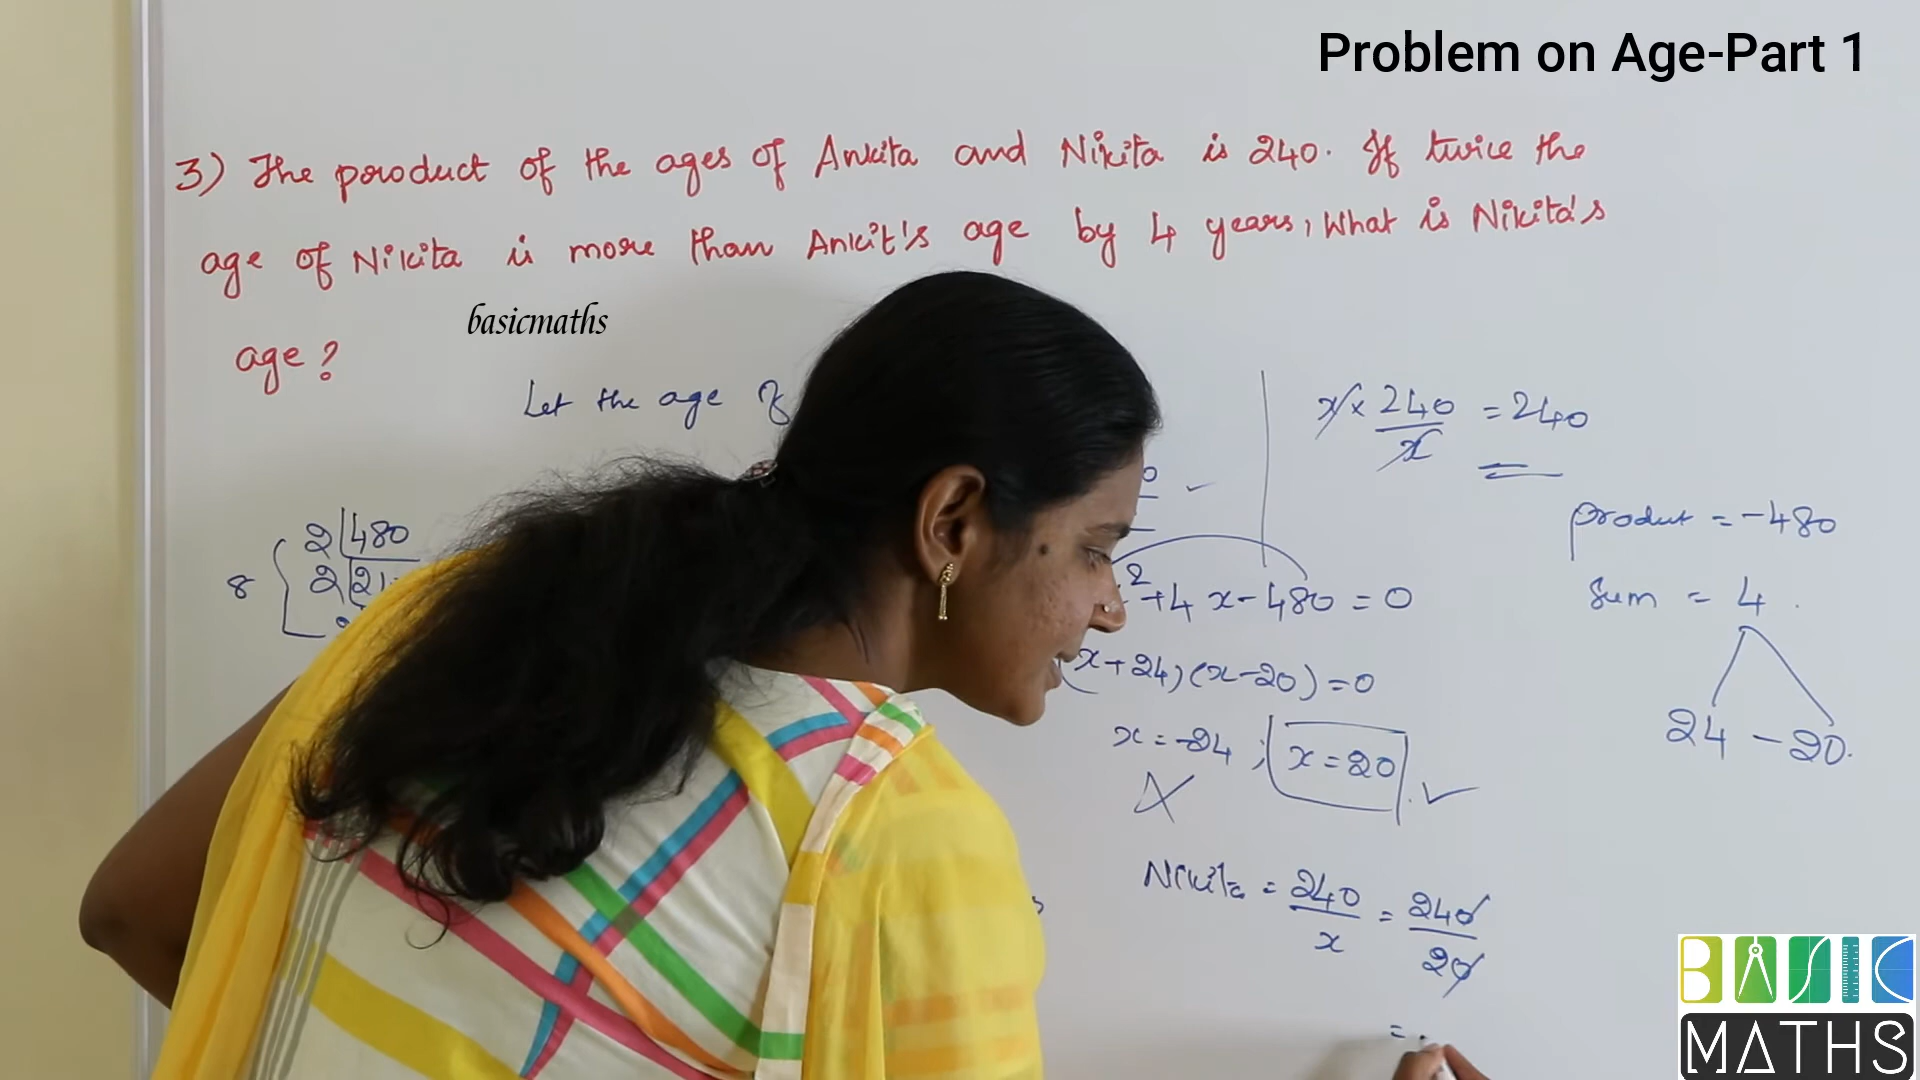 Problem on Age-Part 1
3) The product of the ages of Ankita and Nikita is 240. If twice the
age of Nikita is more than Ankit's age by 4 years, What is Nikita's
age?
basicmaths
Let the age of
x × 240/x = 240
2|480
2|2
8
product = -480
Sum = 4
24 -20
2 + 4x - 480 = 0
(x+24)(x-20) = 0
x = -24 ; x = 20
Nikita = 240/x = 240/20
=
BASIC
MATHS